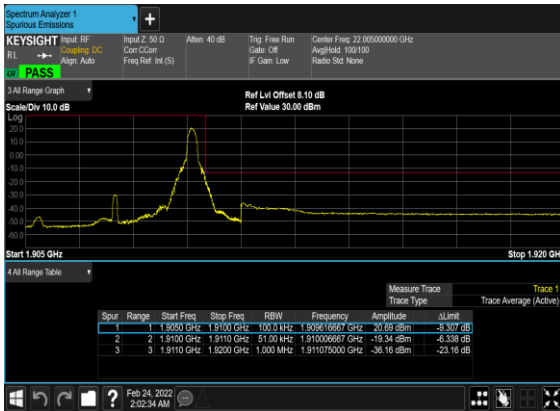 Spectrum Analyzer 1
Spurious Emissions
+
KEYSIGHT Input: RF Input Z: 50 Ω Atten: 40 dB Trig: Free Run Center Freq: 22.005000000 GHz
RL Coupling: DC Corr CCorr Gate: Off Avg|Hold: 100/100
Align: Auto Freq Ref: Int (S) IF Gain: Low Radio Std: None
PASS
3 All Range Graph
Scale/Div 10.0 dB Ref Lvl Offset 8.10 dB
Ref Value 30.00 dBm
Log
20.0
10.0
0.00
-10.0
-20.0
-30.0
-40.0
-50.0
-60.0
Start 1.905 GHz Stop 1.920 GH
4 All Range Table
Measure Trace Trace 1
Trace Type Trace Average (Active)
Spur Range Start Freq Stop Freq RBW Frequency Amplitude ΔLimit
1 1 1.9050 GHz 1.9100 GHz 100.0 kHz 1.909616667 GHz 20.69 dBm -9.307 dB
2 2 1.9100 GHz 1.9110 GHz 51.00 kHz 1.910006667 GHz -19.34 dBm -6.338 dB
3 3 1.9110 GHz 1.9200 GHz 1.000 MHz 1.911075000 GHz -36.16 dBm -23.16 dB
? Feb 24, 2022
2:02:34 AM